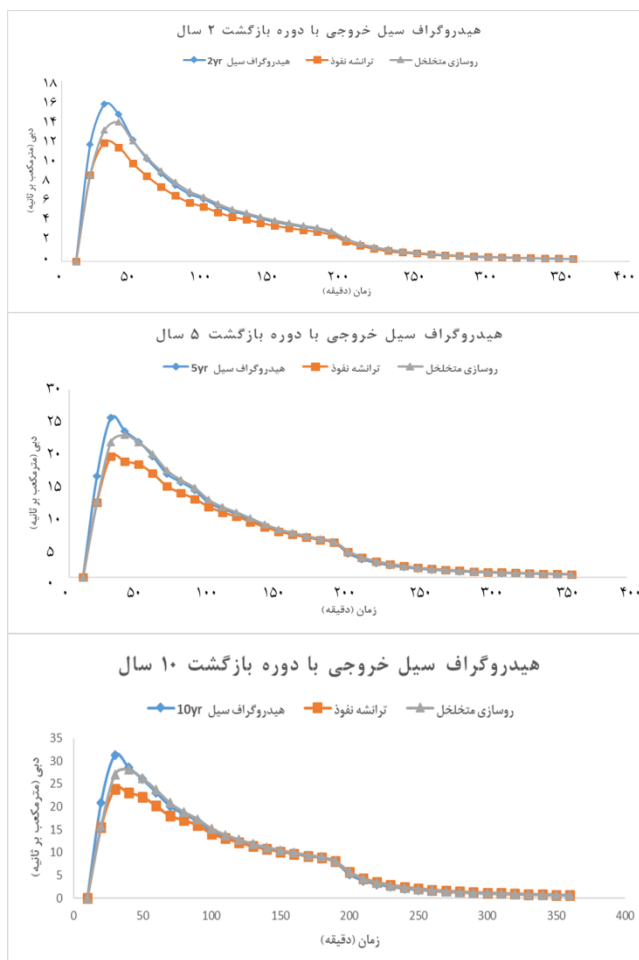 هیدروگراف سیل خروجی با دوره بازگشت ۲ سال
هیدروگراف سیل 2yr ترانشه نفوذ روسازی متخلخل
دبی (مترمکعب بر ثانیه)
۱۸
۱۶
۱۴
۱۲
۱۰
۸
۶
۴
۲
۰
۰ ۵۰ ۱۰۰ ۱۵۰ ۲۰۰ ۲۵۰ ۳۰۰ ۳۵۰ ۴۰۰
زمان (دقیقه)
هیدروگراف سیل خروجی با دوره بازگشت ۵ سال
هیدروگراف سیل 5yr ترانشه نفوذ روسازی متخلخل
دبی (مترمکعب بر ثانیه)
۳۰
۲۵
۲۰
۱۵
۱۰
۵
۰
۰ ۵۰ ۱۰۰ ۱۵۰ ۲۰۰ ۲۵۰ ۳۰۰ ۳۵۰ ۴۰۰
زمان (دقیقه)
هیدروگراف سیل خروجی با دوره بازگشت ۱۰ سال
هیدروگراف سیل 10yr ترانشه نفوذ روسازی متخلخل
دبی (مترمکعب بر ثانیه)
35
30
25
20
15
10
5
0
0 50 100 150 200 250 300 350 400
زمان (دقیقه)